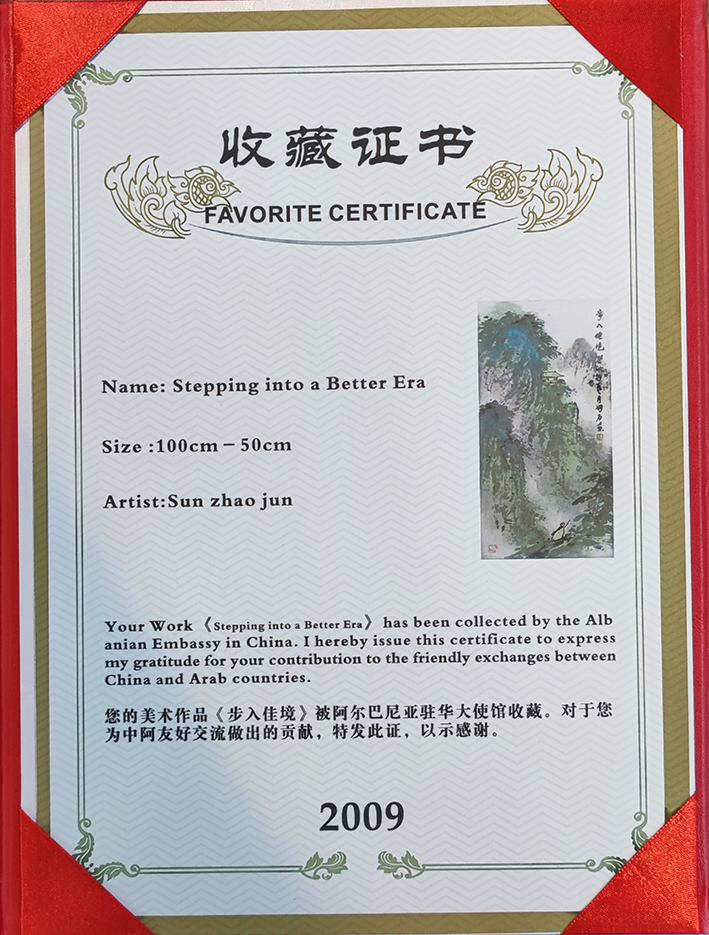 收藏证书
FAVORITE CERTIFICATE
Name: Stepping into a Better Era
Size :100cm－50cm
Artist:Sun zhao jun
步入佳境
Your Work 《Stepping into a Better Era》 has been collected by the Alb
anian Embassy in China. I hereby issue this certificate to express
my gratitude for your contribution to the friendly exchanges between
China and Arab countries.
您的美术作品《步入佳境》被阿尔巴尼亚驻华大使馆收藏。对于您
为中阿友好交流做出的贡献，特发此证，以示感谢。
2009